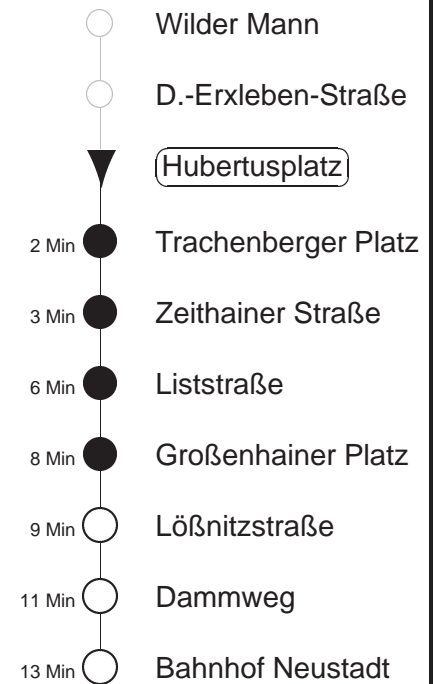 Wilder Mann
D.-Erxleben-Straße
Hubertusplatz
2 Min Trachenberger Platz
3 Min Zeithainer Straße
6 Min Liststraße
8 Min Großenhainer Platz
9 Min Lößnitzstraße
11 Min Dammweg
13 Min Bahnhof Neustadt